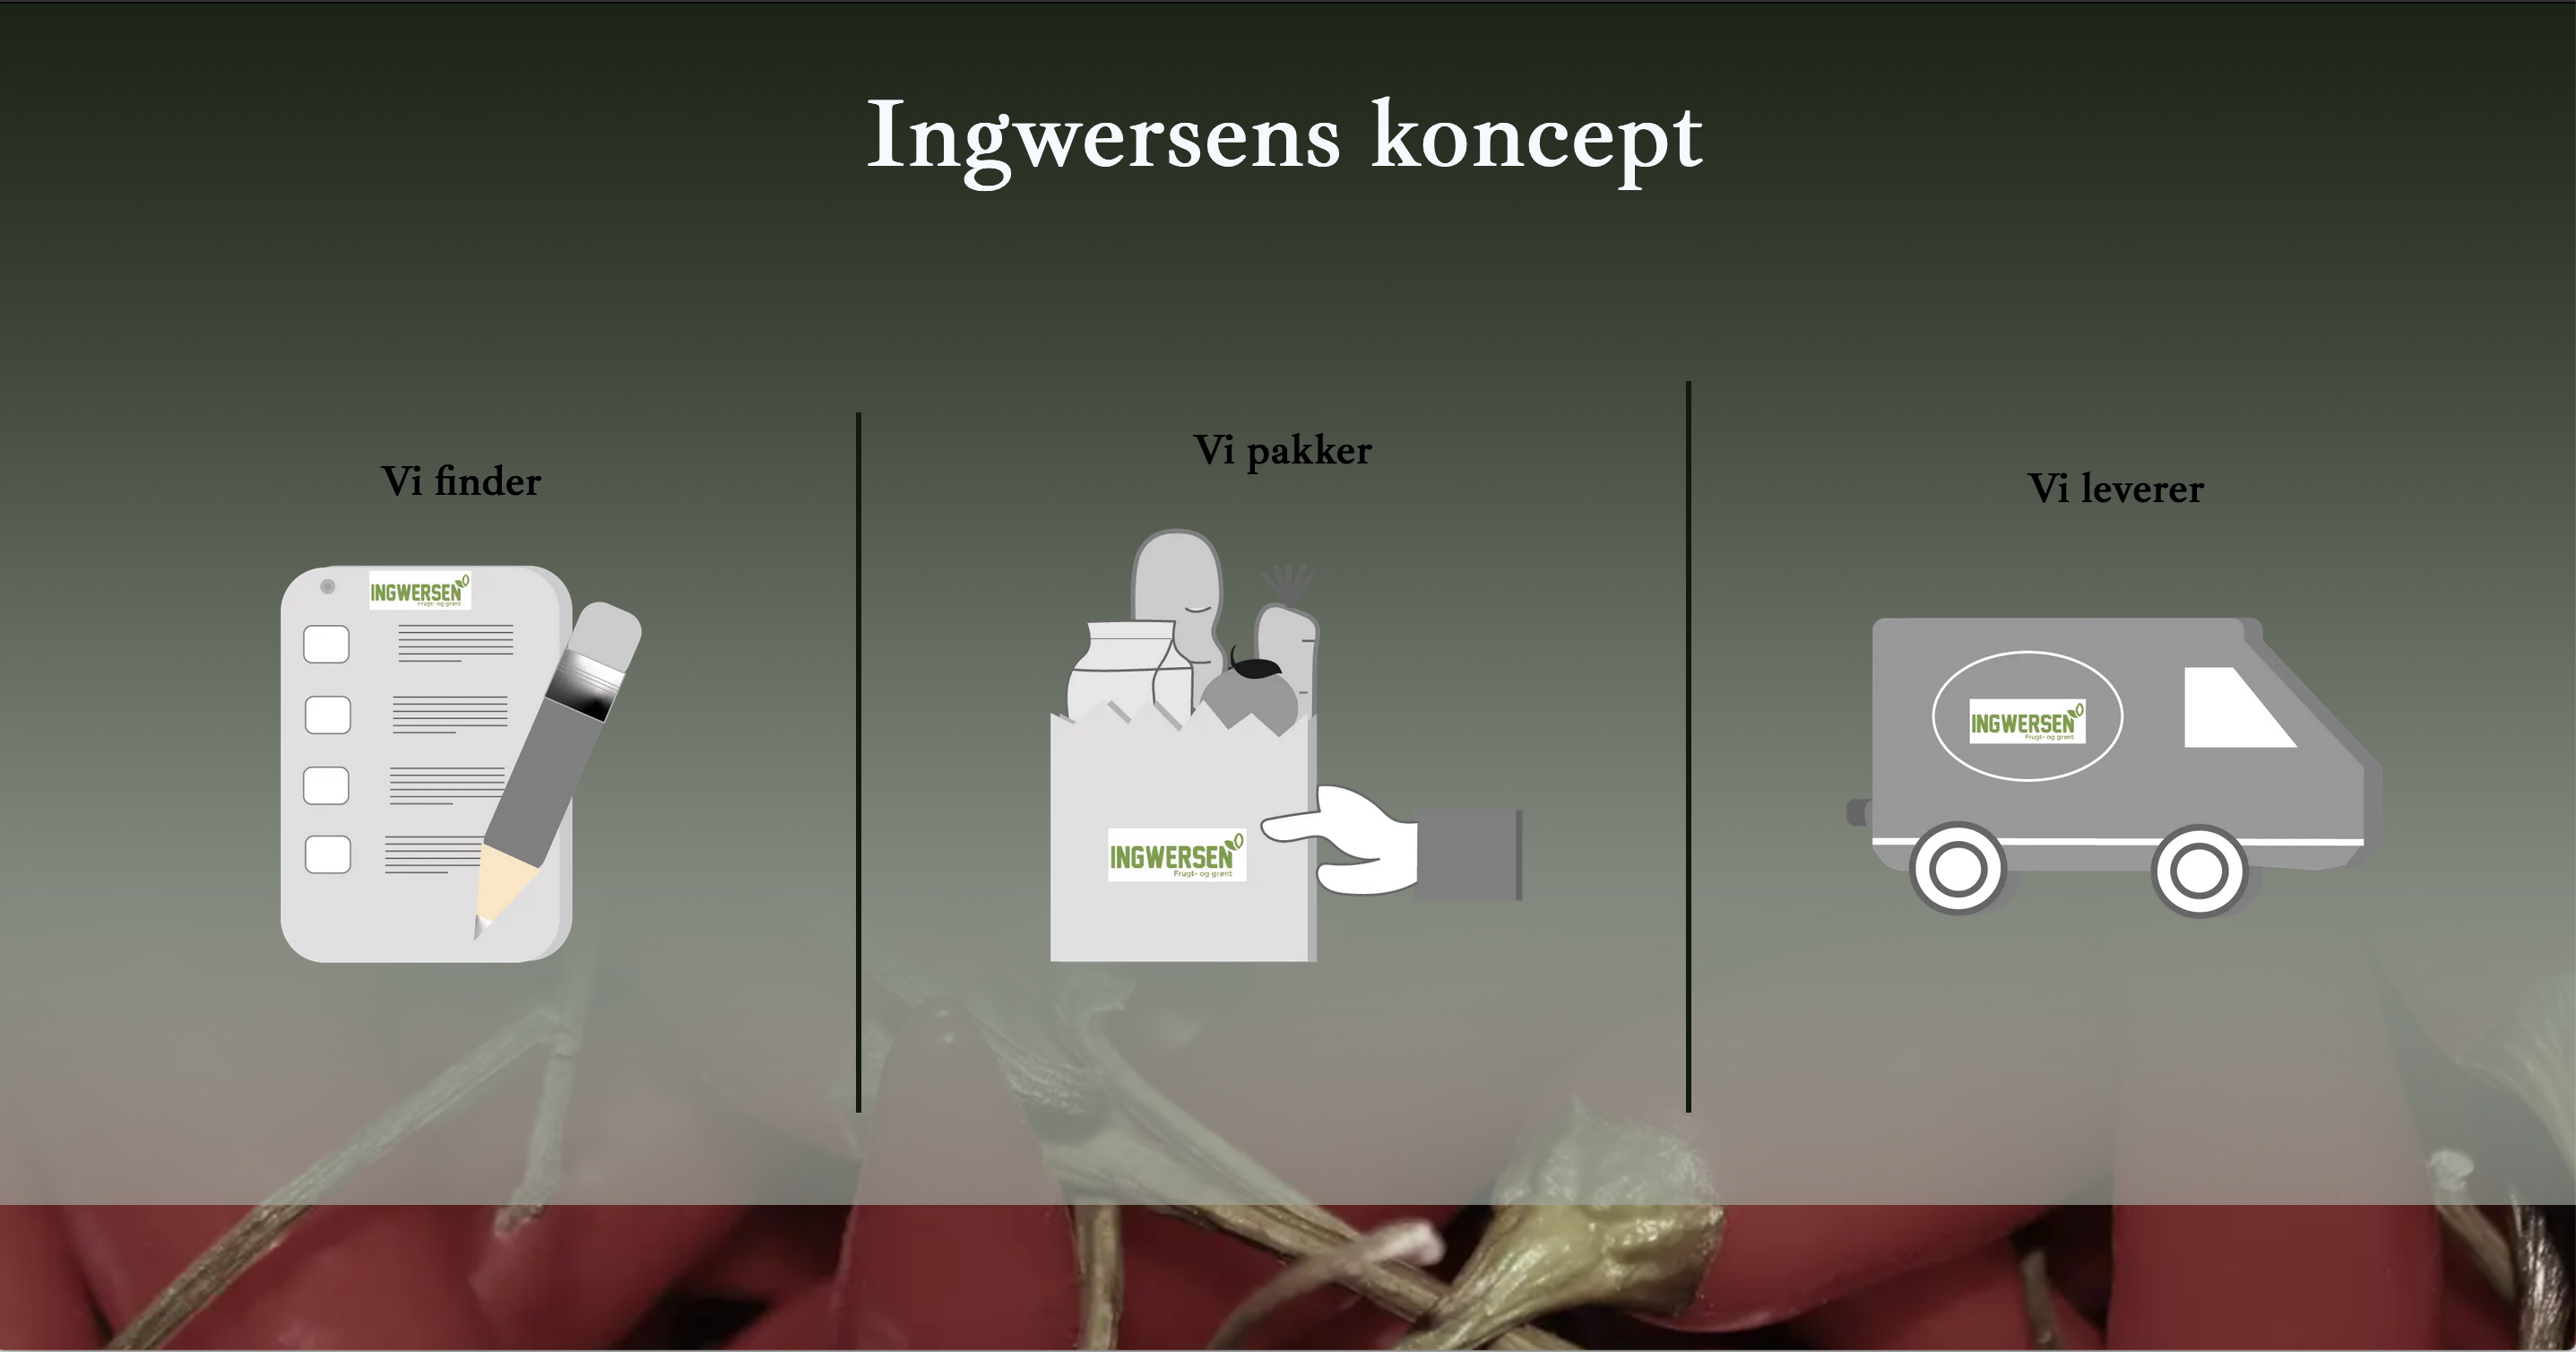 Ingwersens koncept
Vi finder
INGWERSEN
Frugt- og grønt
Vi pakker
INGWERSEN
Frugt- og grønt
Vi leverer
INGWERSEN
Frugt- og grønt